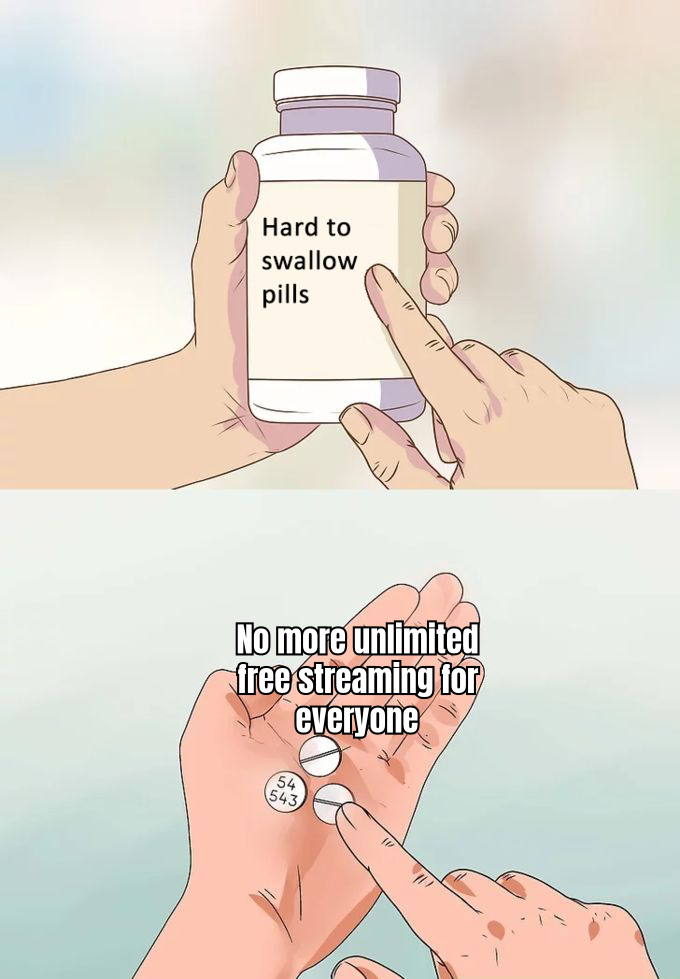 Hard to
swallow
pills
No more unlimited
free streaming for
everyone
54
543